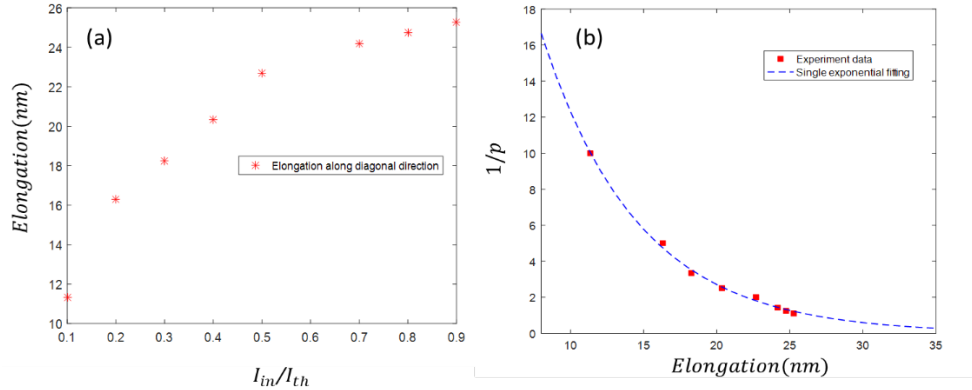 (a)
Elongation(nm)
26
24
22
20
18
16
14
12
10
Elongation along diagonal direction
0.1 0.2 0.3 0.4 0.5 0.6 0.7 0.8 0.9
I_in/I_th
(b)
1/p
18
16
14
12
10
8
6
4
2
0
Experiment data
Single exponential fitting
10 15 20 25 30 35
Elongation(nm)